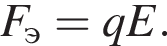 Fэ = qE.